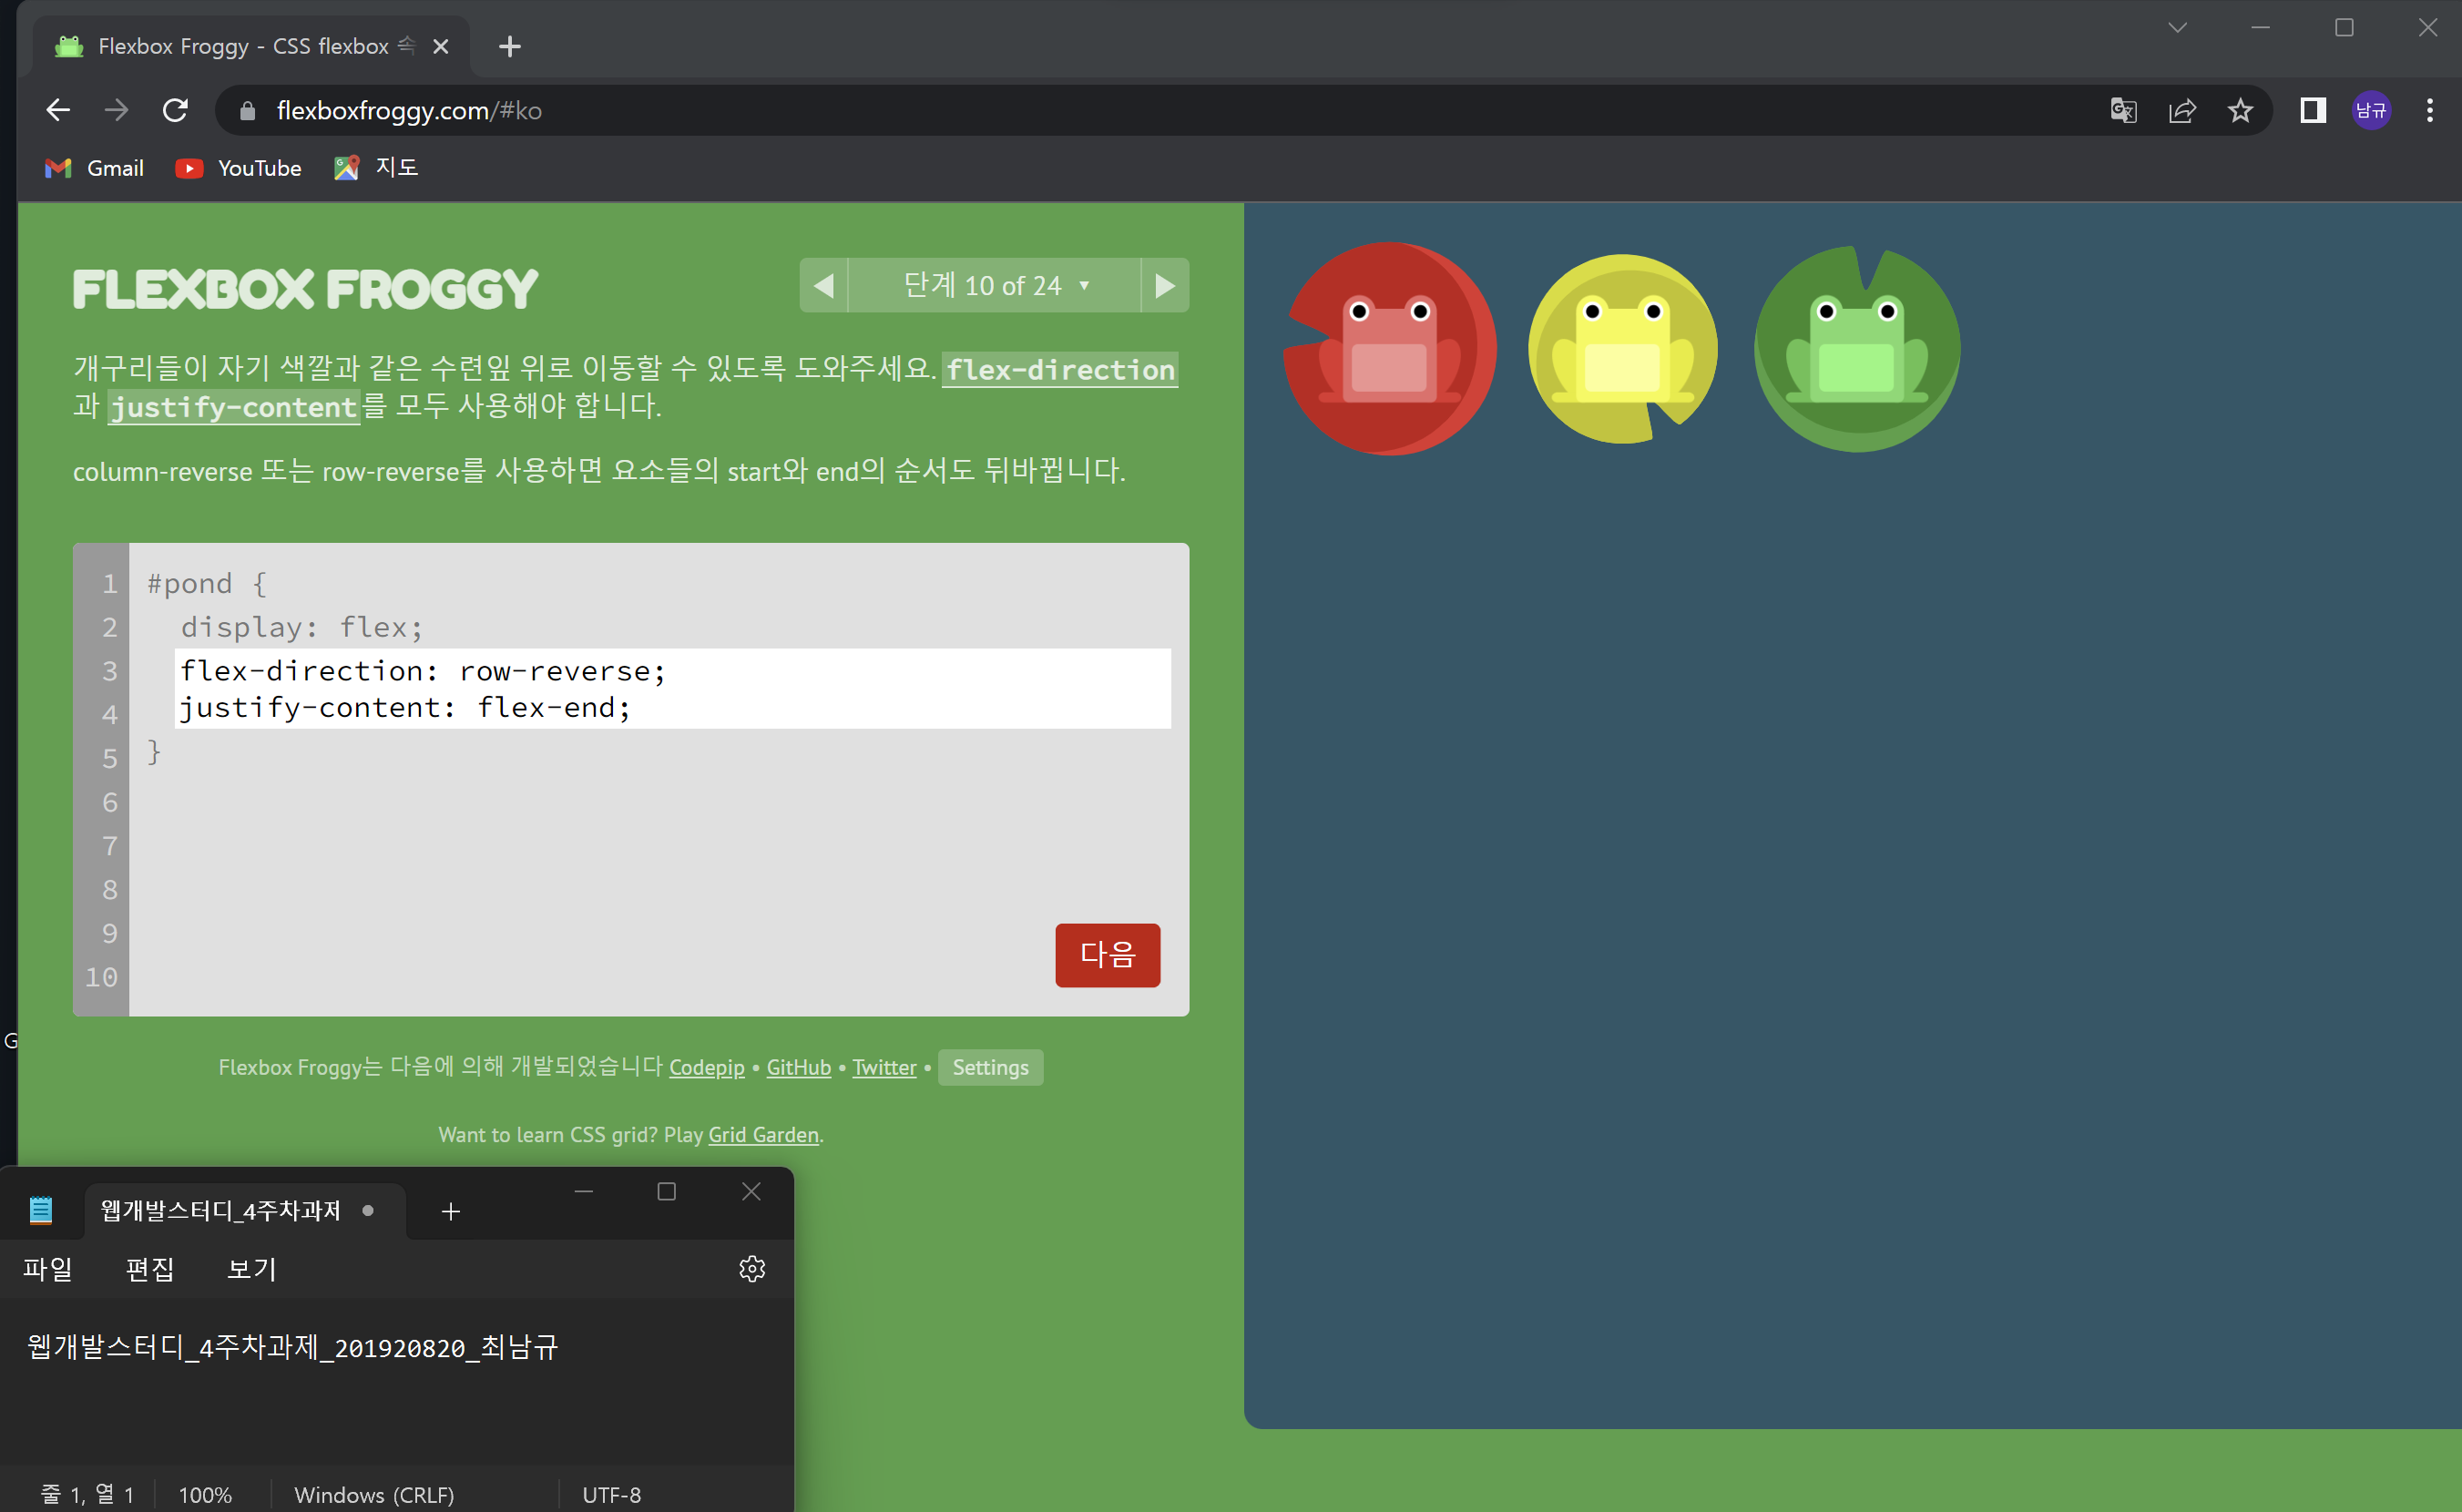 Flexbox Froggy - CSS flexbox 속
flexboxfroggy.com/#ko
남규
Gmail
YouTube
지도
FLEXBOX FROGGY
단계 10 of 24
개구리들이 자기 색깔과 같은 수련잎 위로 이동할 수 있도록 도와주세요. flex-direction
과 justify-content를 모두 사용해야 합니다.
column-reverse 또는 row-reverse를 사용하면 요소들의 start와 end의 순서도 뒤바뀝니다.
1 #pond {
2 display: flex;
3 flex-direction: row-reverse;
4 justify-content: flex-end;
5 }
6
7
8
9
10
다음
G
Flexbox Froggy는 다음에 의해 개발되었습니다 Codepip • GitHub • Twitter • Settings
Want to learn CSS grid? Play Grid Garden.
웹개발스터디_4주차과제
파일 편집 보기
웹개발스터디_4주차과제_201920820_최남규
줄 1, 열 1 100% Windows (CRLF) UTF-8